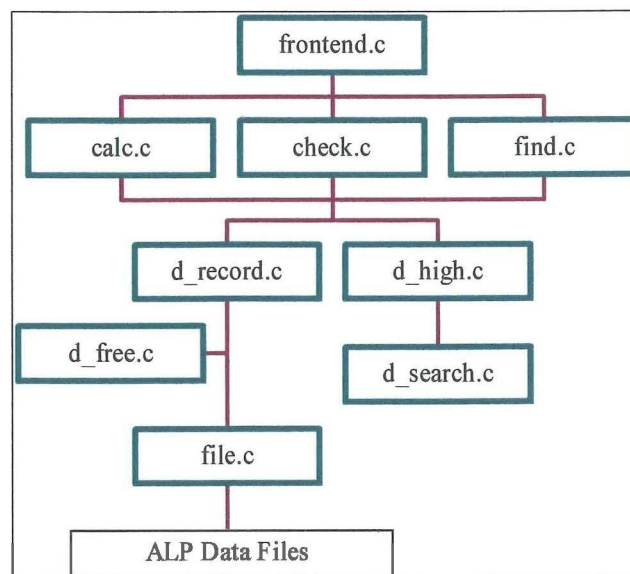 frontend.c
calc.c
check.c
find.c
d_record.c
d_high.c
d_free.c
d_search.c
file.c
ALP Data Files